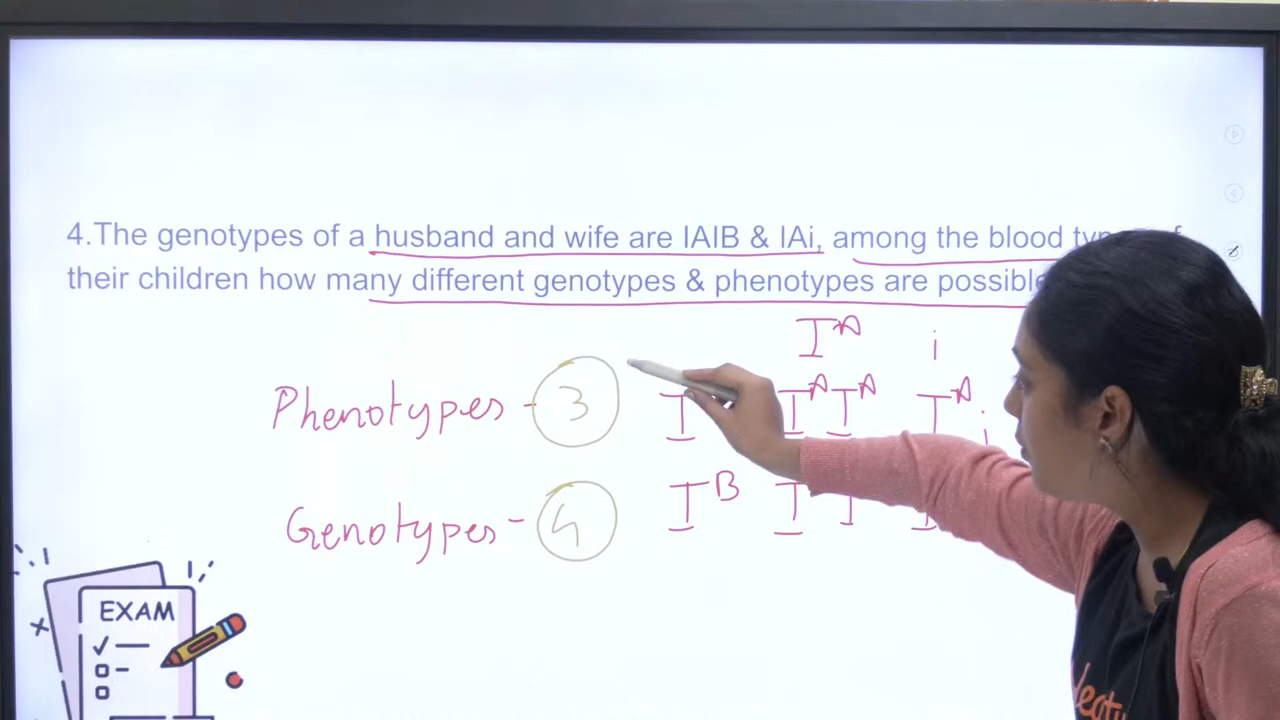 4.The genotypes of a husband and wife are IAIB & IAi, among the blood
their children how many different genotypes & phenotypes are possible
I^A i
Phenotypes - 3 I I^A I^A I^A i
Genotypes - 4 I^B I I I
EXAM